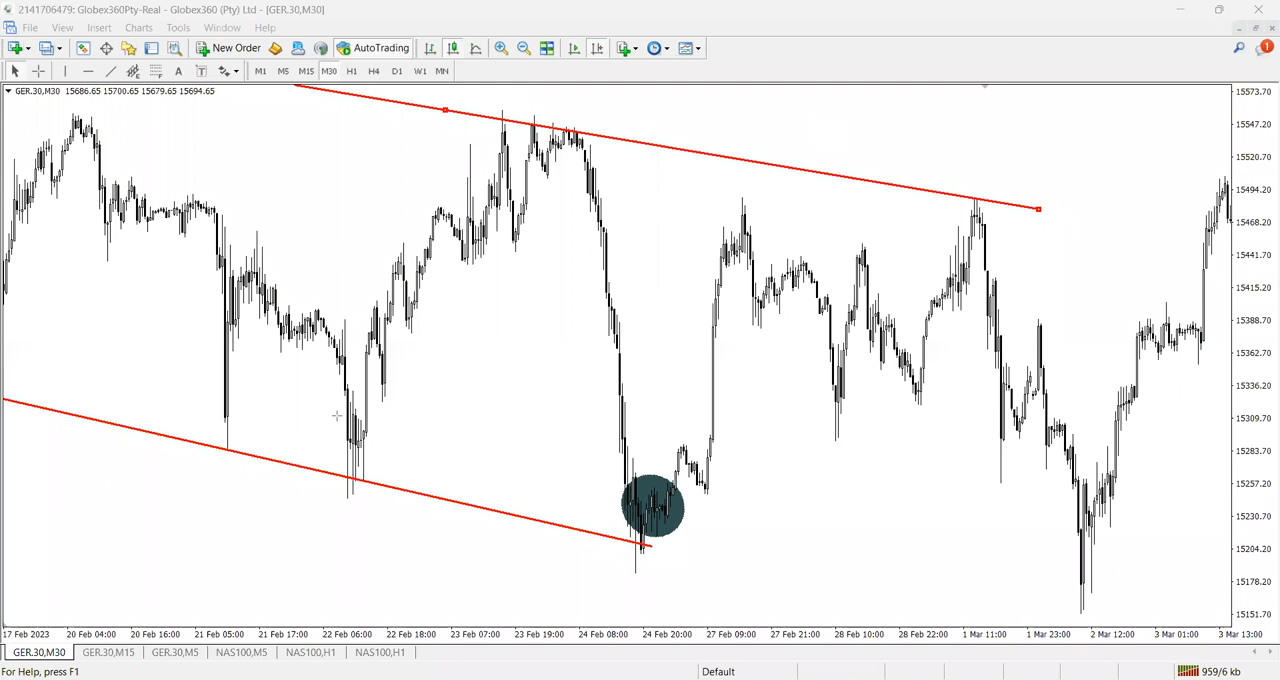 2141706479: Globex360Pty-Real - Globex360 (Pty) Ltd - [GER.30,M30]
File View Insert Charts Tools Window Help
New Order AutoTrading 1
A T M1 M5 M15 M30 H1 H4 D1 W1 MN
GER.30,M30 15686.65 15700.65 15679.65 15694.65
15573.70
15547.20
15520.70
15494.20
15468.20
15441.70
15415.20
15388.70
15362.70
15336.20
15309.70
15283.70
15257.20
15230.70
15204.20
15178.20
15151.70
17 Feb 2023 20 Feb 04:00 20 Feb 16:00 21 Feb 05:00 21 Feb 17:00 22 Feb 06:00 22 Feb 18:00 23 Feb 07:00 23 Feb 19:00 24 Feb 08:00 24 Feb 20:00 27 Feb 09:00 27 Feb 21:00 28 Feb 10:00 28 Feb 22:00 1 Mar 11:00 1 Mar 23:00 2 Mar 12:00 3 Mar 01:00 3 Mar 13:00
GER.30,M30 GER.30,M15 GER.30,M5 NAS100,M5 NAS100,H1 NAS100,H1
For Help, press F1 Default 959/6 kb